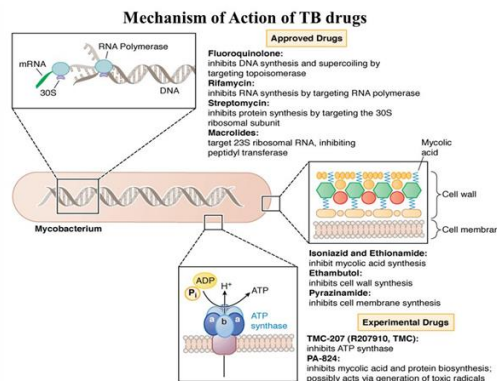 Mechanism of Action of TB drugs
Approved Drugs
Fluoroquinolone:
inhibits DNA synthesis and supercoiling by
targeting topoisomerase
Rifamycin:
inhibits RNA synthesis by targeting RNA polymerase
Streptomycin:
inhibits protein synthesis by targeting the 30S
ribosomal subunit
Macrolides:
target 23S ribosomal RNA, inhibiting
peptidyl transferase
RNA Polymerase
mRNA
30S
DNA
Mycolic
acid
Cell wall
Cell membrane
Mycobacterium
Isoniazid and Ethionamide:
inhibit mycolic acid synthesis
Ethambutol:
inhibits cell wall synthesis
Pyrazinamide:
inhibits cell membrane synthesis
ADP
Pi
H+
ATP
a b a
ATP
synthase
Experimental Drugs
TMC-207 (R207910, TMC):
inhibits ATP synthase
PA-824:
inhibits mycolic acid and protein biosynthesis;
possibly acts via generation of toxic radicals